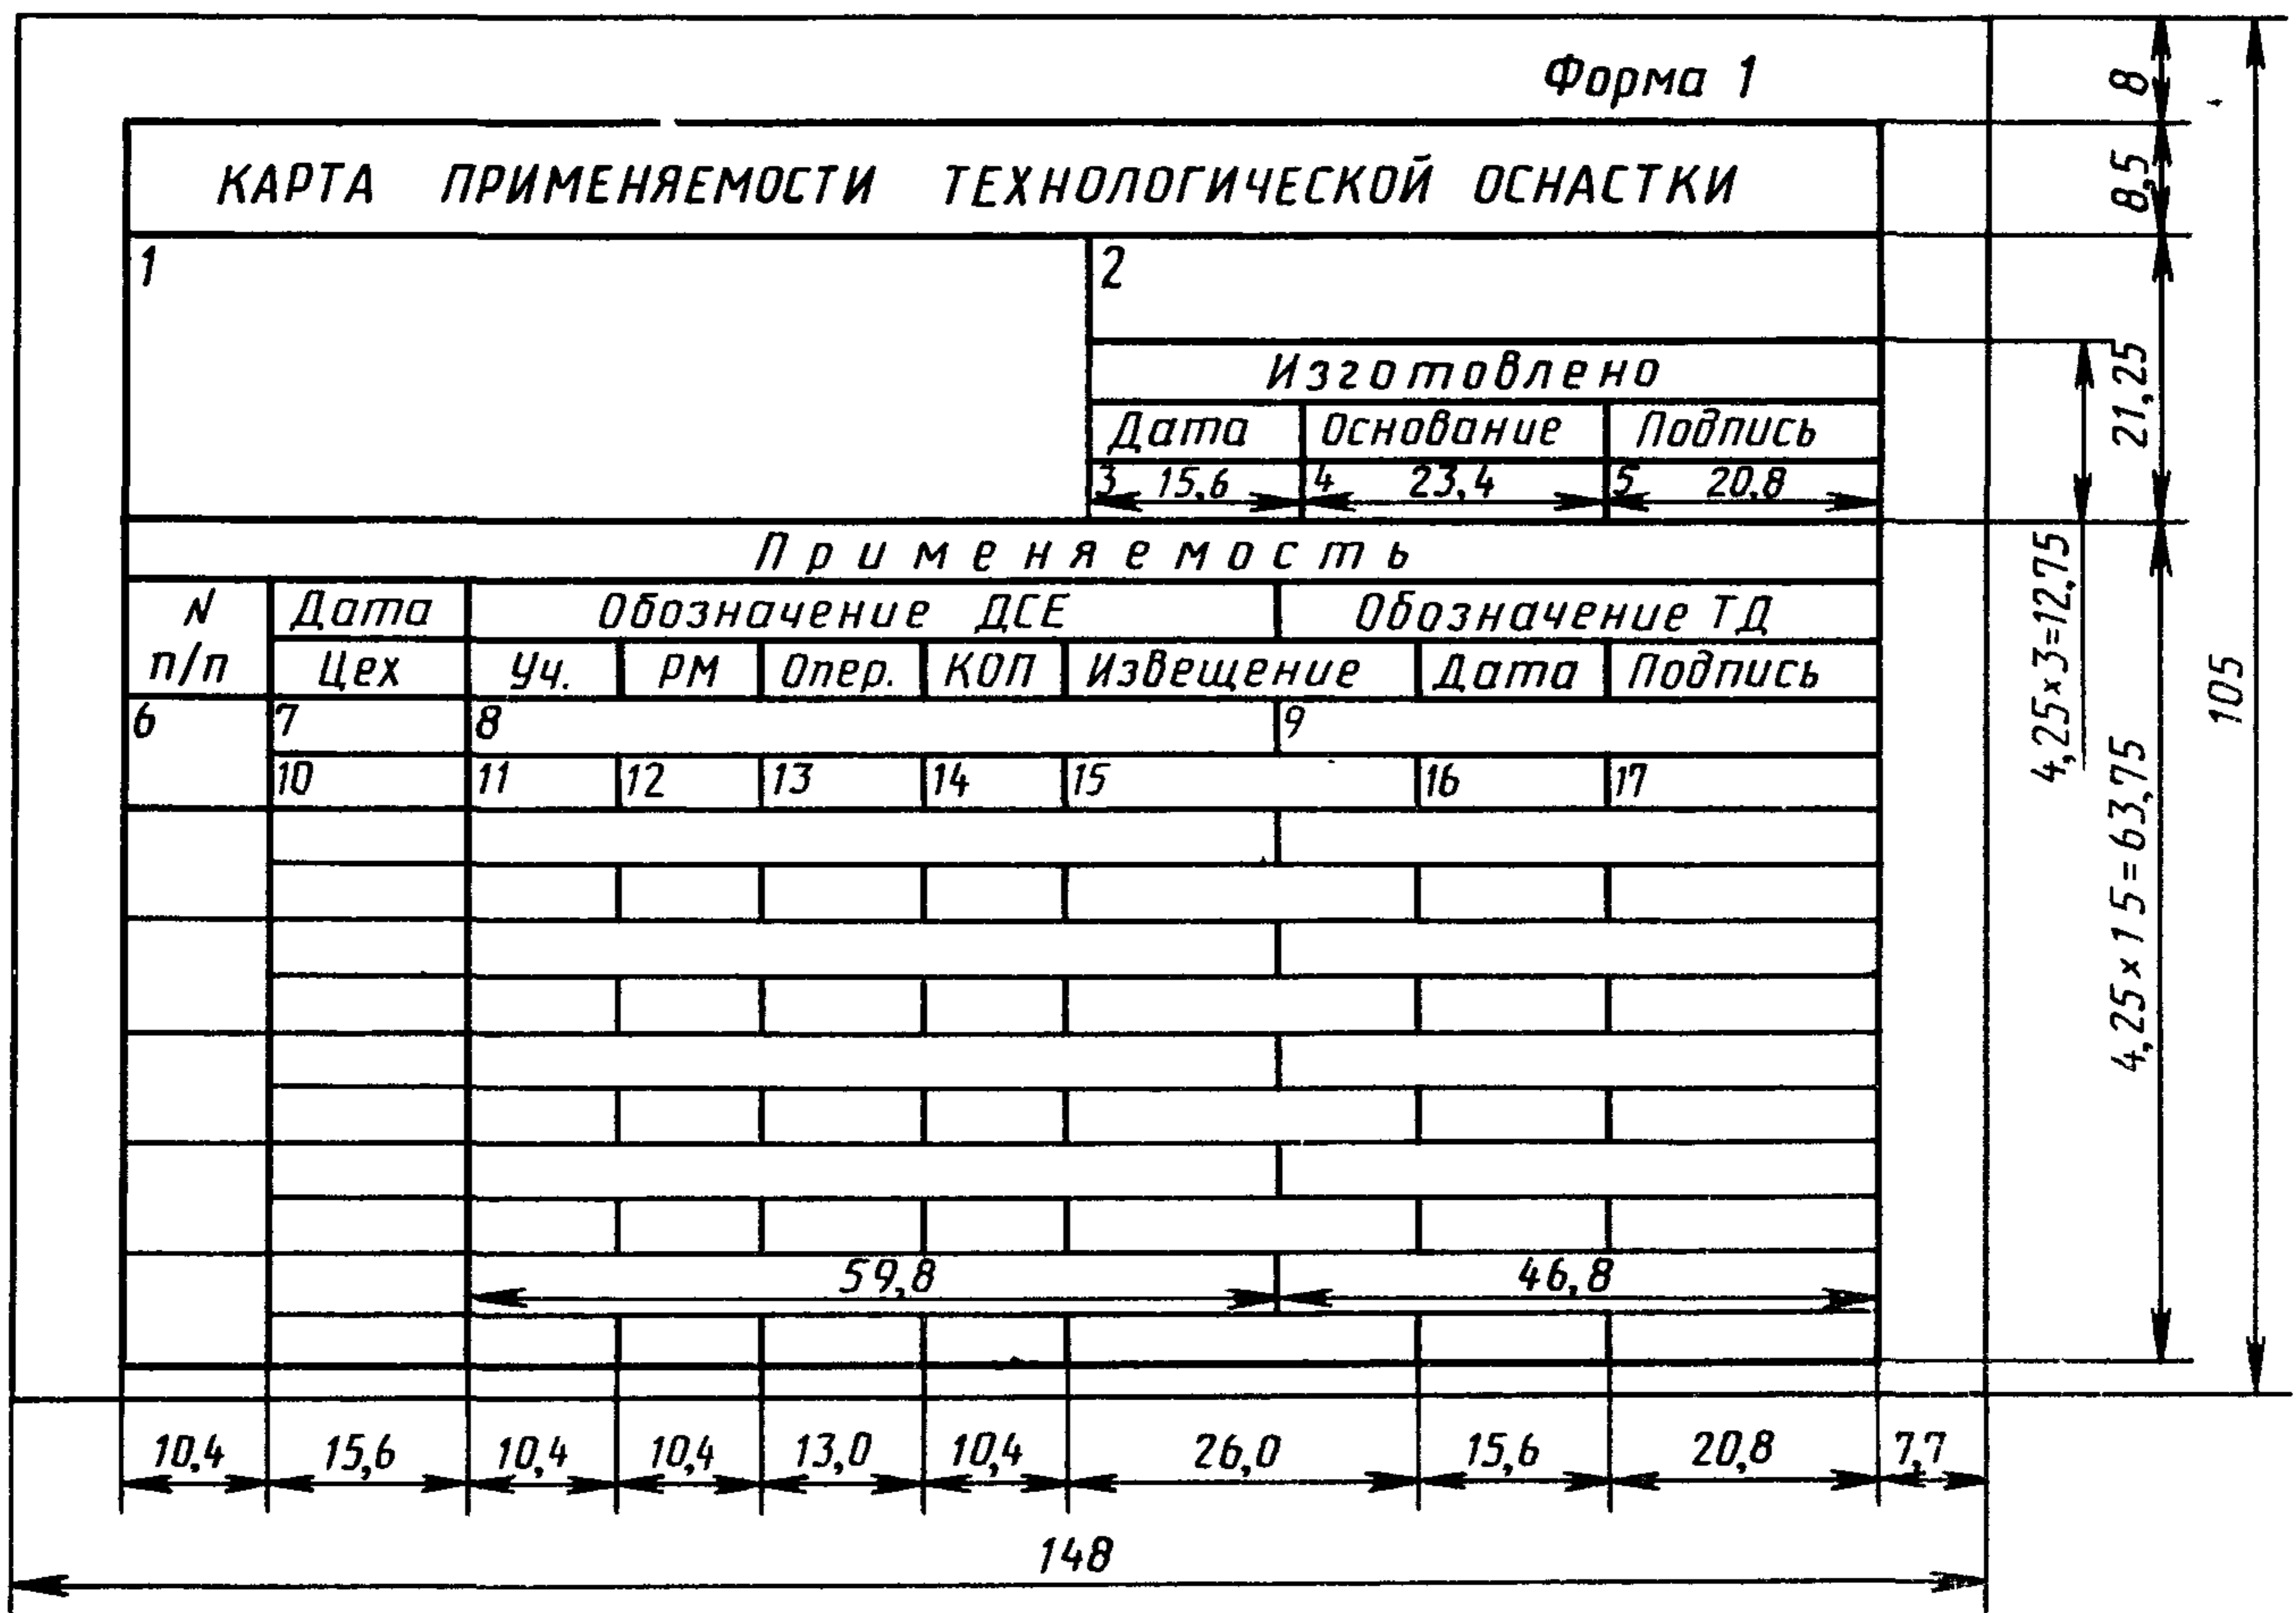 Форма 1
КАРТА ПРИМЕНЯЕМОСТИ ТЕХНОЛОГИЧЕСКОЙ ОСНАСТКИ
1 2
Изготовлено
Дата Основание Подпись
3 15,6 4 23,4 5 20,8
Применяемость
N п/п Дата Обозначение ДСЕ Обозначение ТД
Цех Уч. РМ Опер. КОП Извещение Дата Подпись
6 7 8 9
10 11 12 13 14 15 16 17
59,8 46,8
10,4 15,6 10,4 10,4 13,0 10,4 26,0 15,6 20,8 7,7
148
8
8,5
21,25
4,25×3=12,75
4,25×15=63,75
105